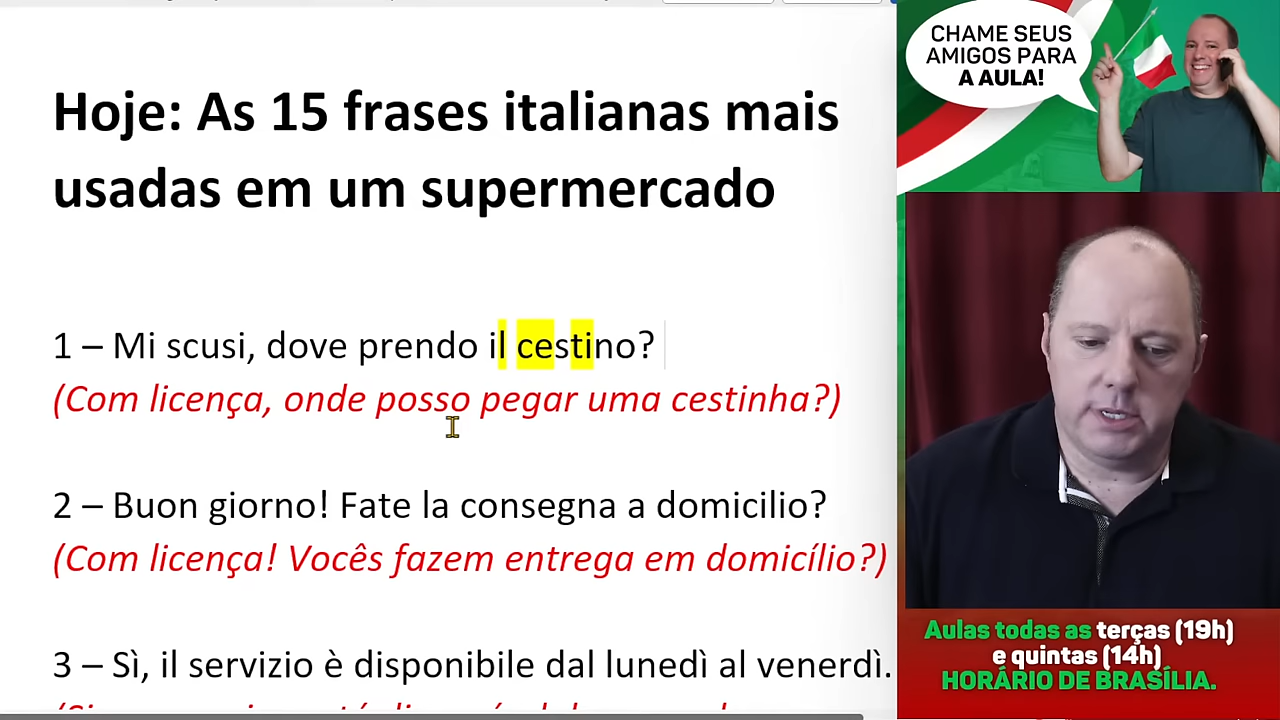 Hoje: As 15 frases italianas mais
usadas em um supermercado
1 – Mi scusi, dove prendo il cestino?
(Com licença, onde posso pegar uma cestinha?)
2 – Buon giorno! Fate la consegna a domicilio?
(Com licença! Vocês fazem entrega em domicílio?)
3 – Sì, il servizio è disponibile dal lunedì al venerdì.
CHAME SEUS
AMIGOS PARA
A AULA!
Aulas todas as terças (19h)
e quintas (14h)
HORÁRIO DE BRASÍLIA.